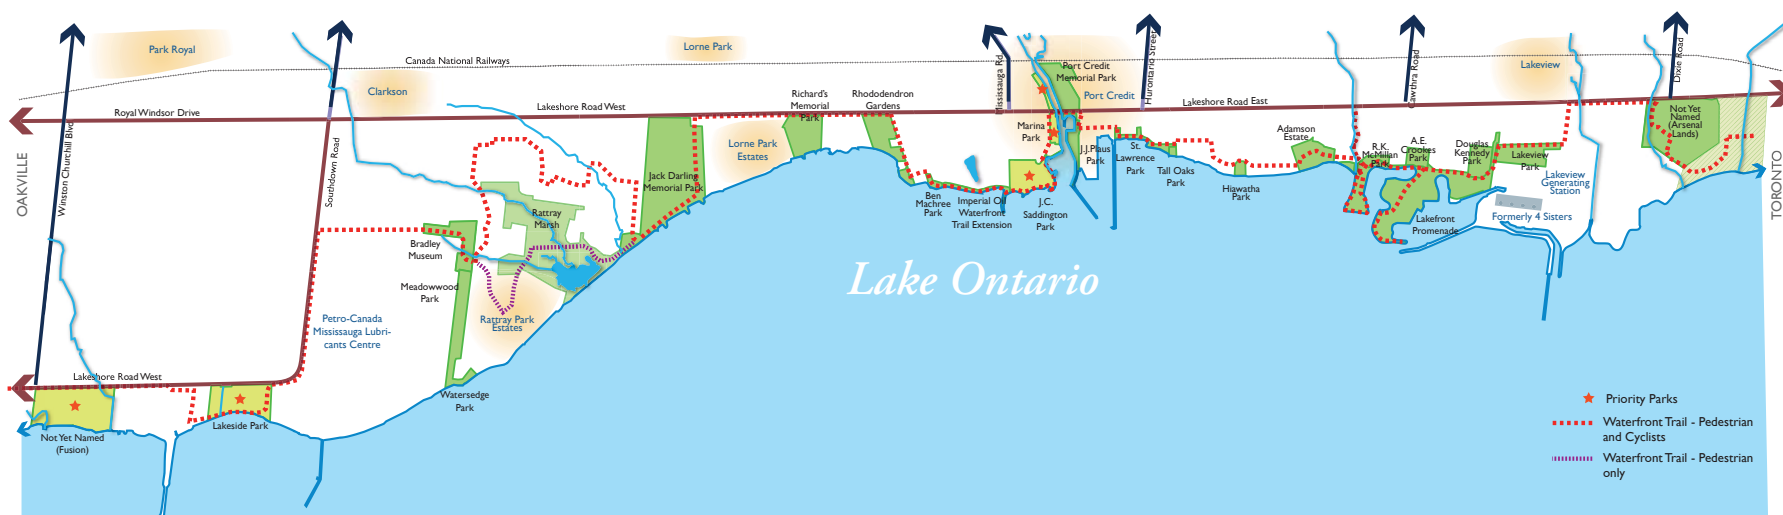 Park Royal
Lorne Park
Canada National Railways
Clarkson
Royal Windsor Drive
Lakeshore Road West
Richard's
Memorial
Park
Rhododendron
Gardens
Mississauga Rd
Port Credit
Memorial Park
Port Credit
Hurontario Street
Lakeshore Road East
Cawthra Road
Lakeview
Dixie Road
Not Yet
Named
(Arsenal
Lands)
OAKVILLE
Winston Churchill Blvd
Southdown Road
Lorne Park
Estates
Marina
Park
J.J.Plaus
Park
St.
Lawrence
Park
Tall Oaks
Park
Adamson
Estate
Hiawatha
Park
R.K.
McMillan
Park
A.E.
Crookes
Park
Douglas
Kennedy
Park
Lakeview
Park
Lakeview
Generating
Station
Formerly 4 Sisters
Lakefront
Promenade
TORONTO
Jack Darling
Memorial Park
Rattray
Marsh
Ben
Machree
Park
Imperial Oil
Waterfront
Trail Extension
J.C.
Saddington
Park
Bradley
Museum
Meadowwood
Park
Rattray Park
Estates
Petro-Canada
Mississauga Lubri-
cants Centre
Lake Ontario
Lakeshore Road West
Watersedge
Park
Lakeside Park
Not Yet Named
(Fusion)
Priority Parks
Waterfront Trail - Pedestrian
and Cyclists
Waterfront Trail - Pedestrian
only